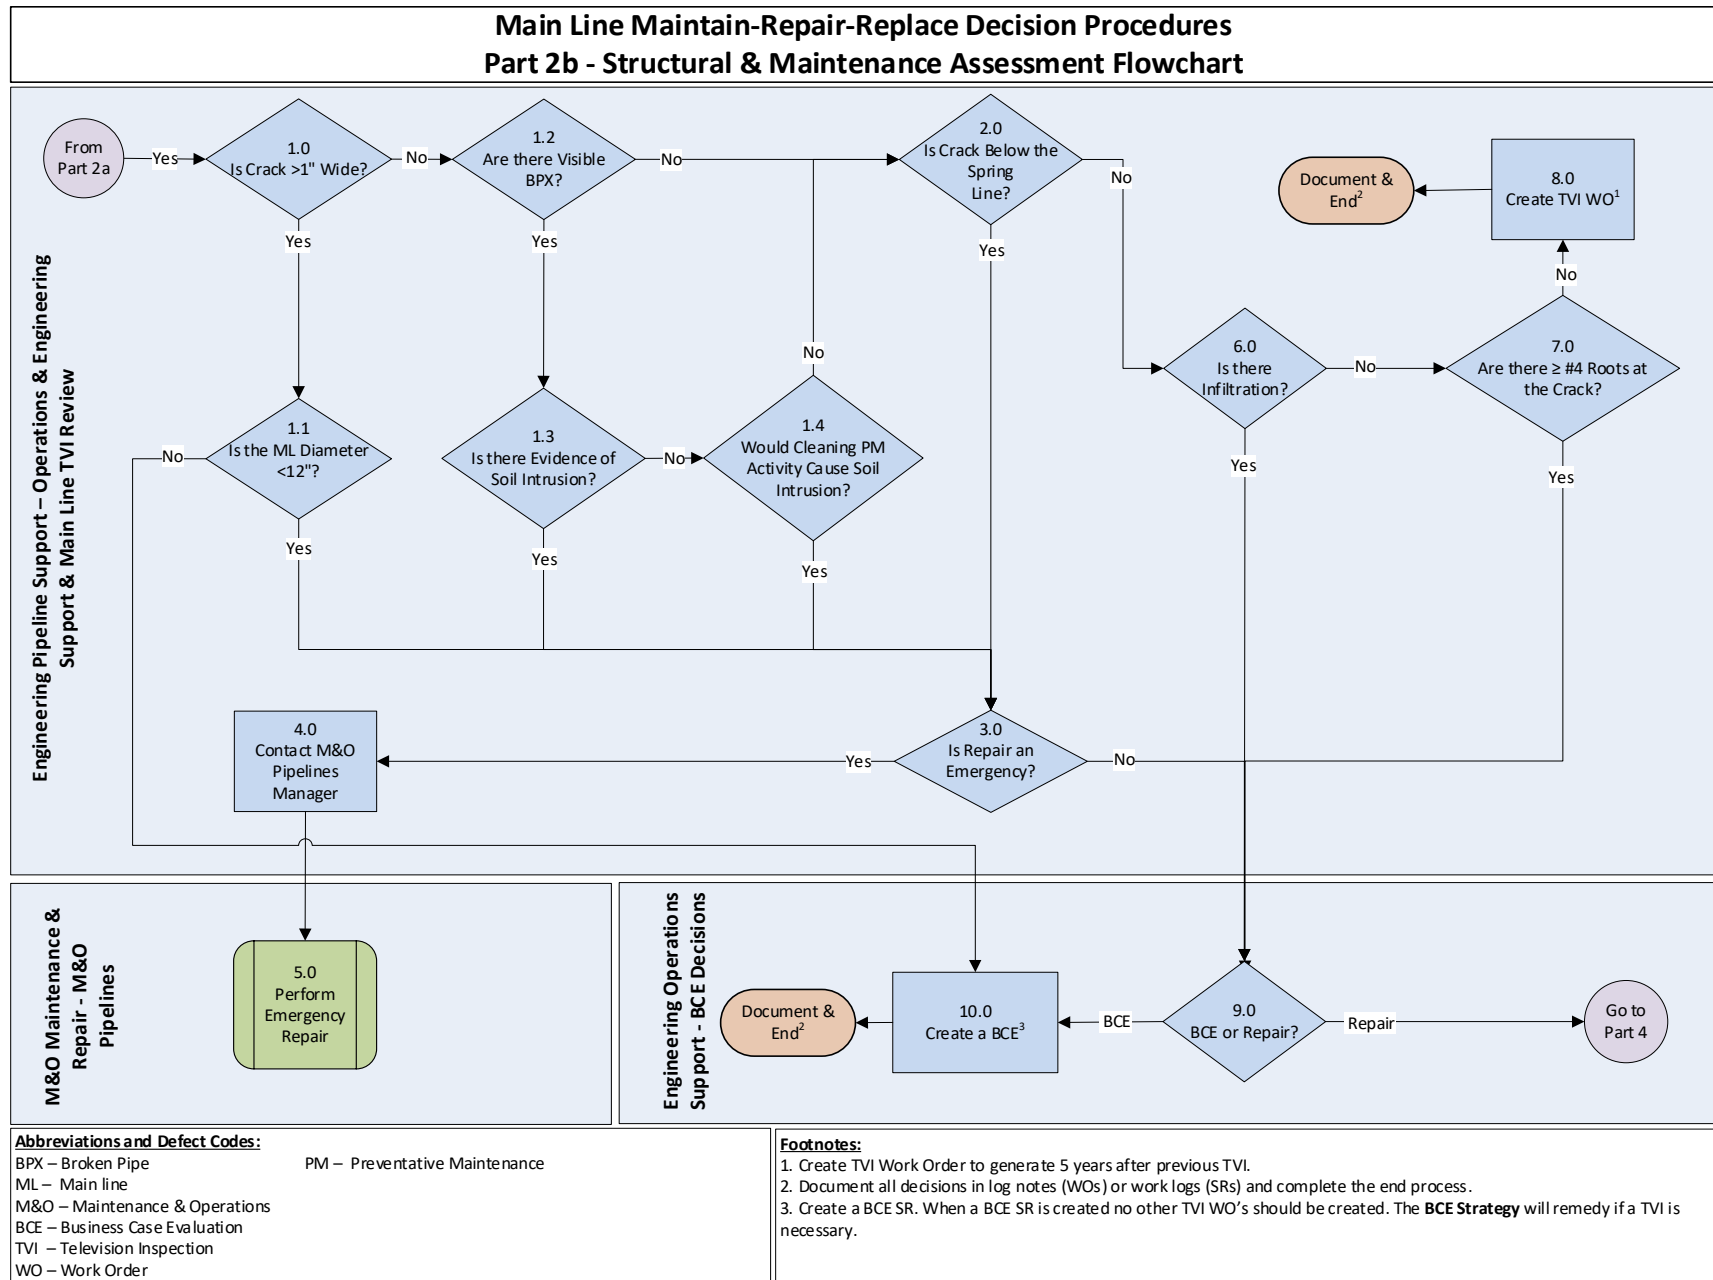 Main Line Maintain-Repair-Replace Decision Procedures
Part 2b - Structural & Maintenance Assessment Flowchart
Engineering Pipeline Support – Operations & Engineering
Support & Main Line TVI Review
From
Part 2a
Yes
1.0
Is Crack >1" Wide?
No
Yes
1.2
Are there Visible
BPX?
No
Yes
2.0
Is Crack Below the
Spring
Line?
No
Yes
Document &
End2
8.0
Create TVI WO1
No
6.0
Is there
Infiltration?
No
Yes
7.0
Are there ≥ #4 Roots at
the Crack?
Yes
1.1
Is the ML Diameter
<12"?
No
Yes
1.3
Is there Evidence of
Soil Intrusion?
No
Yes
No
1.4
Would Cleaning PM
Activity Cause Soil
Intrusion?
Yes
4.0
Contact M&O
Pipelines
Manager
Yes
3.0
Is Repair an
Emergency?
No
M&O Maintenance &
Repair - M&O
Pipelines
5.0
Perform
Emergency
Repair
Engineering Operations
Support - BCE Decisions
Document &
End2
10.0
Create a BCE3
BCE
9.0
BCE or Repair?
Repair
Go to
Part 4
Abbreviations and Defect Codes:
BPX – Broken Pipe
PM – Preventative Maintenance
ML – Main line
M&O – Maintenance & Operations
BCE – Business Case Evaluation
TVI – Television Inspection
WO – Work Order
Footnotes:
1. Create TVI Work Order to generate 5 years after previous TVI.
2. Document all decisions in log notes (WOs) or work logs (SRs) and complete the end process.
3. Create a BCE SR. When a BCE SR is created no other TVI WO's should be created. The BCE Strategy will remedy if a TVI is
necessary.